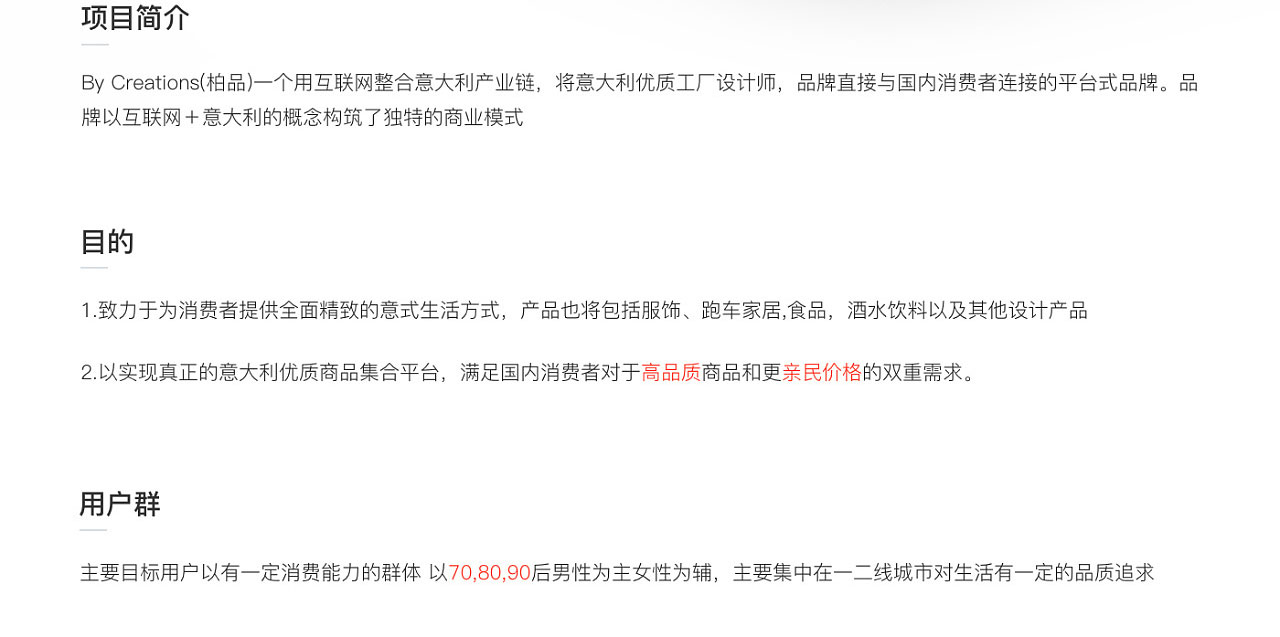 项目简介
By Creations(柏品)一个用互联网整合意大利产业链，将意大利优质工厂设计师，品牌直接与国内消费者连接的平台式品牌。品
牌以互联网＋意大利的概念构筑了独特的商业模式
目的
1.致力于为消费者提供全面精致的意式生活方式，产品也将包括服饰、跑车家居,食品，酒水饮料以及其他设计产品
2.以实现真正的意大利优质商品集合平台，满足国内消费者对于高品质商品和更亲民价格的双重需求。
用户群
主要目标用户以有一定消费能力的群体 以70,80,90后男性为主女性为辅，主要集中在一二线城市对生活有一定的品质追求